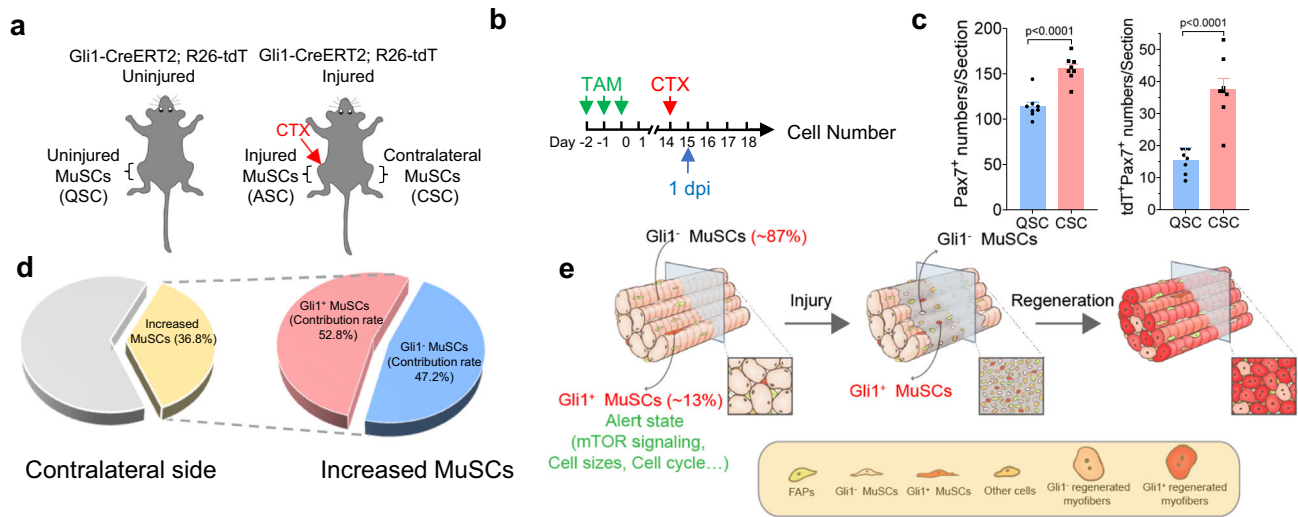 a
Gli1-CreERT2; R26-tdT
Uninjured
Gli1-CreERT2; R26-tdT
Injured
CTX
Uninjured
MuSCs
(QSC)
Injured
MuSCs
(ASC)
Contralateral
MuSCs
(CSC)
b
TAM
CTX
Cell Number
Day -2 -1 0 1 14 15 16 17 18
1 dpi
c
Pax7⁺ numbers/Section
200
150
100
50
0
p<0.0001
QSC CSC
tdT⁺Pax7⁺ numbers/Section
50
40
30
20
10
0
p<0.0001
QSC CSC
d
Increased
MuSCs (36.8%)
Gli1⁺ MuSCs
(Contribution rate
52.8%)
Gli1⁻ MuSCs
(Contribution rate
47.2%)
Contralateral side
Increased MuSCs
e
Gli1⁻ MuSCs (~87%)
Gli1⁺ MuSCs (~13%)
Alert state
(mTOR signaling,
Cell sizes, Cell cycle...)
Injury
Gli1⁻ MuSCs
Gli1⁺ MuSCs
Regeneration
FAPs
Gli1⁻ MuSCs
Gli1⁺ MuSCs
Other cells
Gli1⁻ regenerated
myofibers
Gli1⁺ regenerated
myofibers